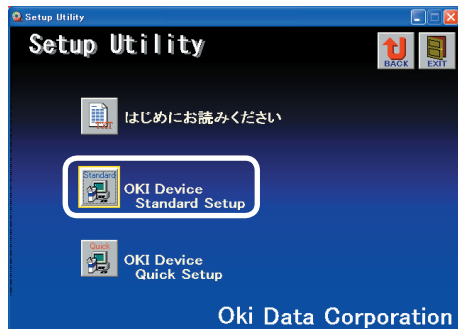 Setup Utility
Setup Utility
BACK EXIT
TEXT
はじめにお読みください
Standard
OKI Device
Standard Setup
Quick
OKI Device
Quick Setup
Oki Data Corporation